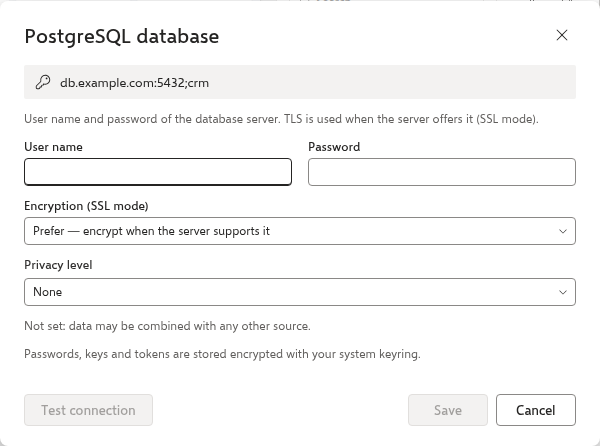 PostgreSQL database
db.example.com:5432;crm
User name and password of the database server. TLS is used when the server offers it (SSL mode).
User name
Password
Encryption (SSL mode)
Prefer — encrypt when the server supports it
Privacy level
None
Not set: data may be combined with any other source.
Passwords, keys and tokens are stored encrypted with your system keyring.
Test connection
Save
Cancel